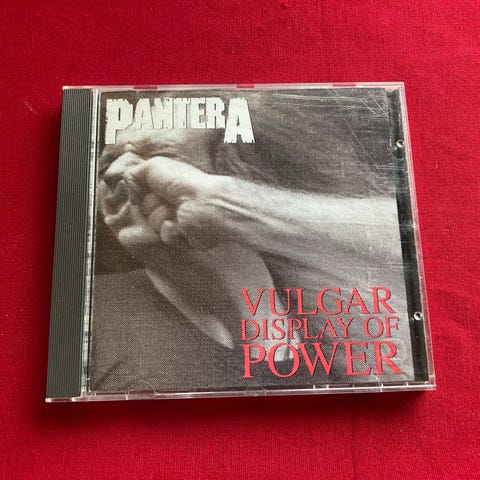 PANTERA
VULGAR
DISPLAY OF
POWER